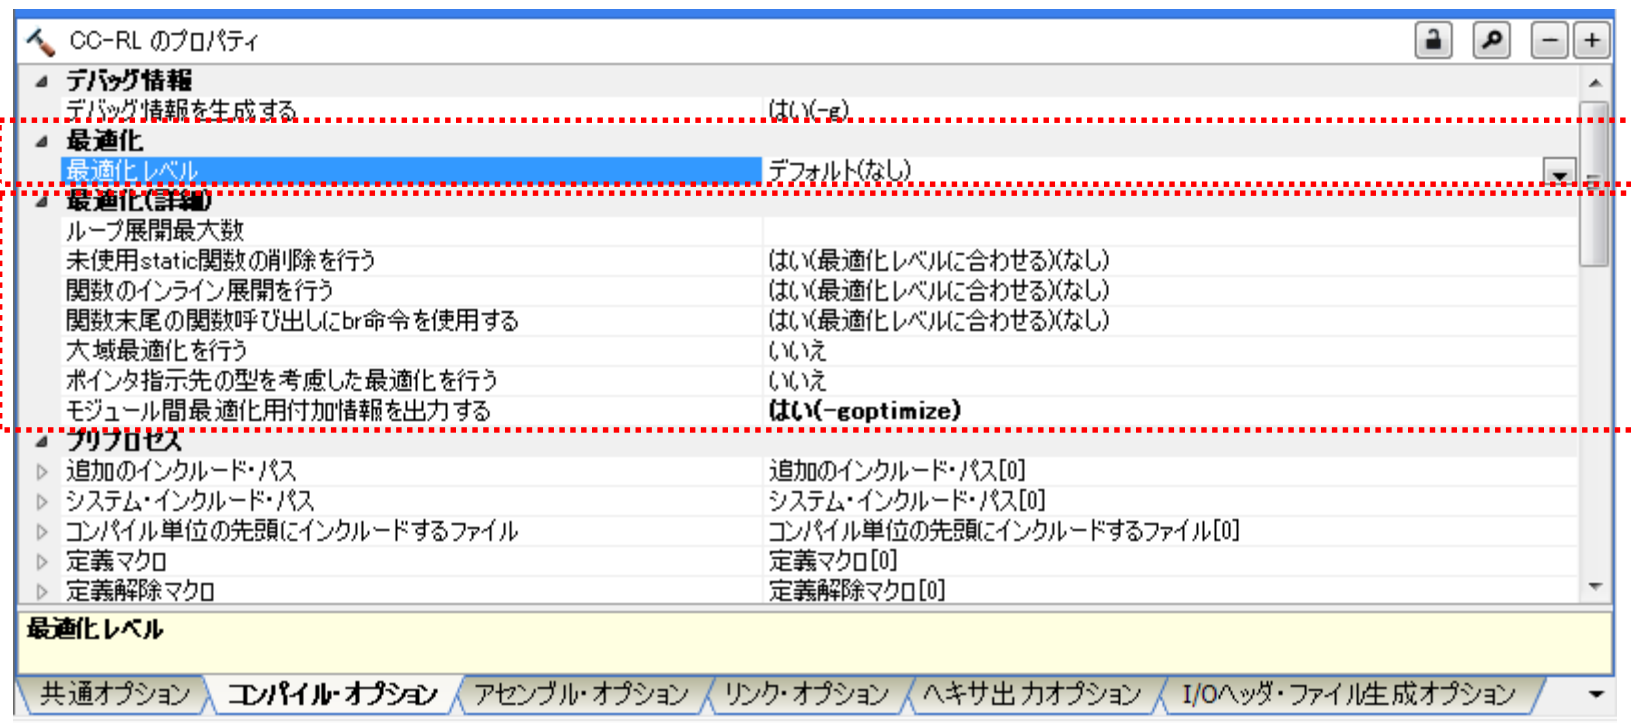 CC-RL のプロパティ
デバッグ情報
デバッグ情報を生成する はい(-g)
最適化
最適化レベル デフォルト(なし)
最適化(詳細)
ループ展開最大数
未使用static関数の削除を行う はい(最適化レベルに合わせる)(なし)
関数のインライン展開を行う はい(最適化レベルに合わせる)(なし)
関数末尾の関数呼び出しにbr命令を使用する はい(最適化レベルに合わせる)(なし)
大域最適化を行う いいえ
ポインタ指示先の型を考慮した最適化を行う いいえ
モジュール間最適化用付加情報を出力する はい(-goptimize)
プリプロセス
追加のインクルード・パス 追加のインクルード・パス[0]
システム・インクルード・パス システム・インクルード・パス[0]
コンパイル単位の先頭にインクルードするファイル コンパイル単位の先頭にインクルードするファイル[0]
定義マクロ 定義マクロ[0]
定義解除マクロ 定義解除マクロ[0]
最適化レベル
共通オプション コンパイル・オプション アセンブル・オプション リンク・オプション ヘキサ出力オプション I/Oヘッダ・ファイル生成オプション